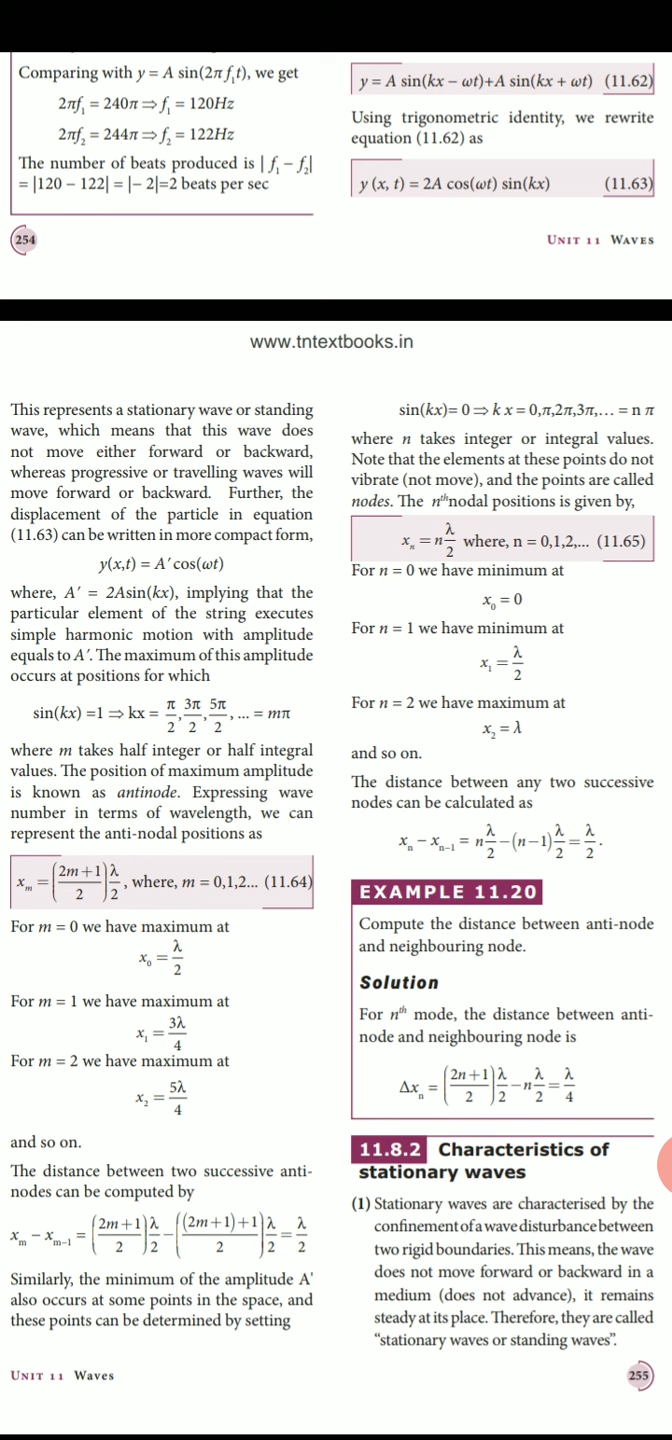 Comparing with y = A sin(2π f₁t), we get
2πf₁ = 240π ⇒ f₁ = 120Hz
2πf₂ = 244π ⇒ f₂ = 122Hz
The number of beats produced is | f₁ − f₂|
= |120 − 122| = |− 2|=2 beats per sec
y = A sin(kx − ωt)+A sin(kx + ωt) (11.62)
Using trigonometric identity, we rewrite
equation (11.62) as
y (x, t) = 2A cos(ωt) sin(kx) (11.63)
254
UNIT 11 WAVES
www.tntextbooks.in
This represents a stationary wave or standing
wave, which means that this wave does
not move either forward or backward,
whereas progressive or travelling waves will
move forward or backward. Further, the
displacement of the particle in equation
(11.63) can be written in more compact form,
y(x,t) = A′ cos(ωt)
where, A′ = 2Asin(kx), implying that the
particular element of the string executes
simple harmonic motion with amplitude
equals to A′. The maximum of this amplitude
occurs at positions for which
sin(kx) =1 ⇒ kx = π/2, 3π/2, 5π/2, ... = mπ
where m takes half integer or half integral
values. The position of maximum amplitude
is known as antinode. Expressing wave
number in terms of wavelength, we can
represent the anti-nodal positions as
xₘ = ((2m+1)/2) λ/2, where, m = 0,1,2... (11.64)
For m = 0 we have maximum at
x₀ = λ/2
For m = 1 we have maximum at
x₁ = 3λ/4
For m = 2 we have maximum at
x₂ = 5λ/4
and so on.
The distance between two successive anti-
nodes can be computed by
xₘ − xₘ₋₁ = ((2m+1)/2) λ/2 − (((2m+1)+1)/2) λ/2 = λ/2
Similarly, the minimum of the amplitude A'
also occurs at some points in the space, and
these points can be determined by setting
sin(kx)= 0 ⇒ k x = 0,π,2π,3π,… = n π
where n takes integer or integral values.
Note that the elements at these points do not
vibrate (not move), and the points are called
nodes. The nᵗʰ nodal positions is given by,
xₙ = n λ/2 where, n = 0,1,2,... (11.65)
For n = 0 we have minimum at
x₀ = 0
For n = 1 we have minimum at
x₁ = λ/2
For n = 2 we have maximum at
x₂ = λ
and so on.
The distance between any two successive
nodes can be calculated as
xₙ − xₙ₋₁ = n λ/2 − (n−1) λ/2 = λ/2.
EXAMPLE 11.20
Compute the distance between anti-node
and neighbouring node.
Solution
For nᵗʰ mode, the distance between anti-
node and neighbouring node is
Δxₙ = ((2n+1)/2) λ/2 − n λ/2 = λ/4
11.8.2 Characteristics of
stationary waves
(1) Stationary waves are characterised by the
confinement of a wave disturbance between
two rigid boundaries. This means, the wave
does not move forward or backward in a
medium (does not advance), it remains
steady at its place. Therefore, they are called
“stationary waves or standing waves”.
UNIT 11 WAVES
255